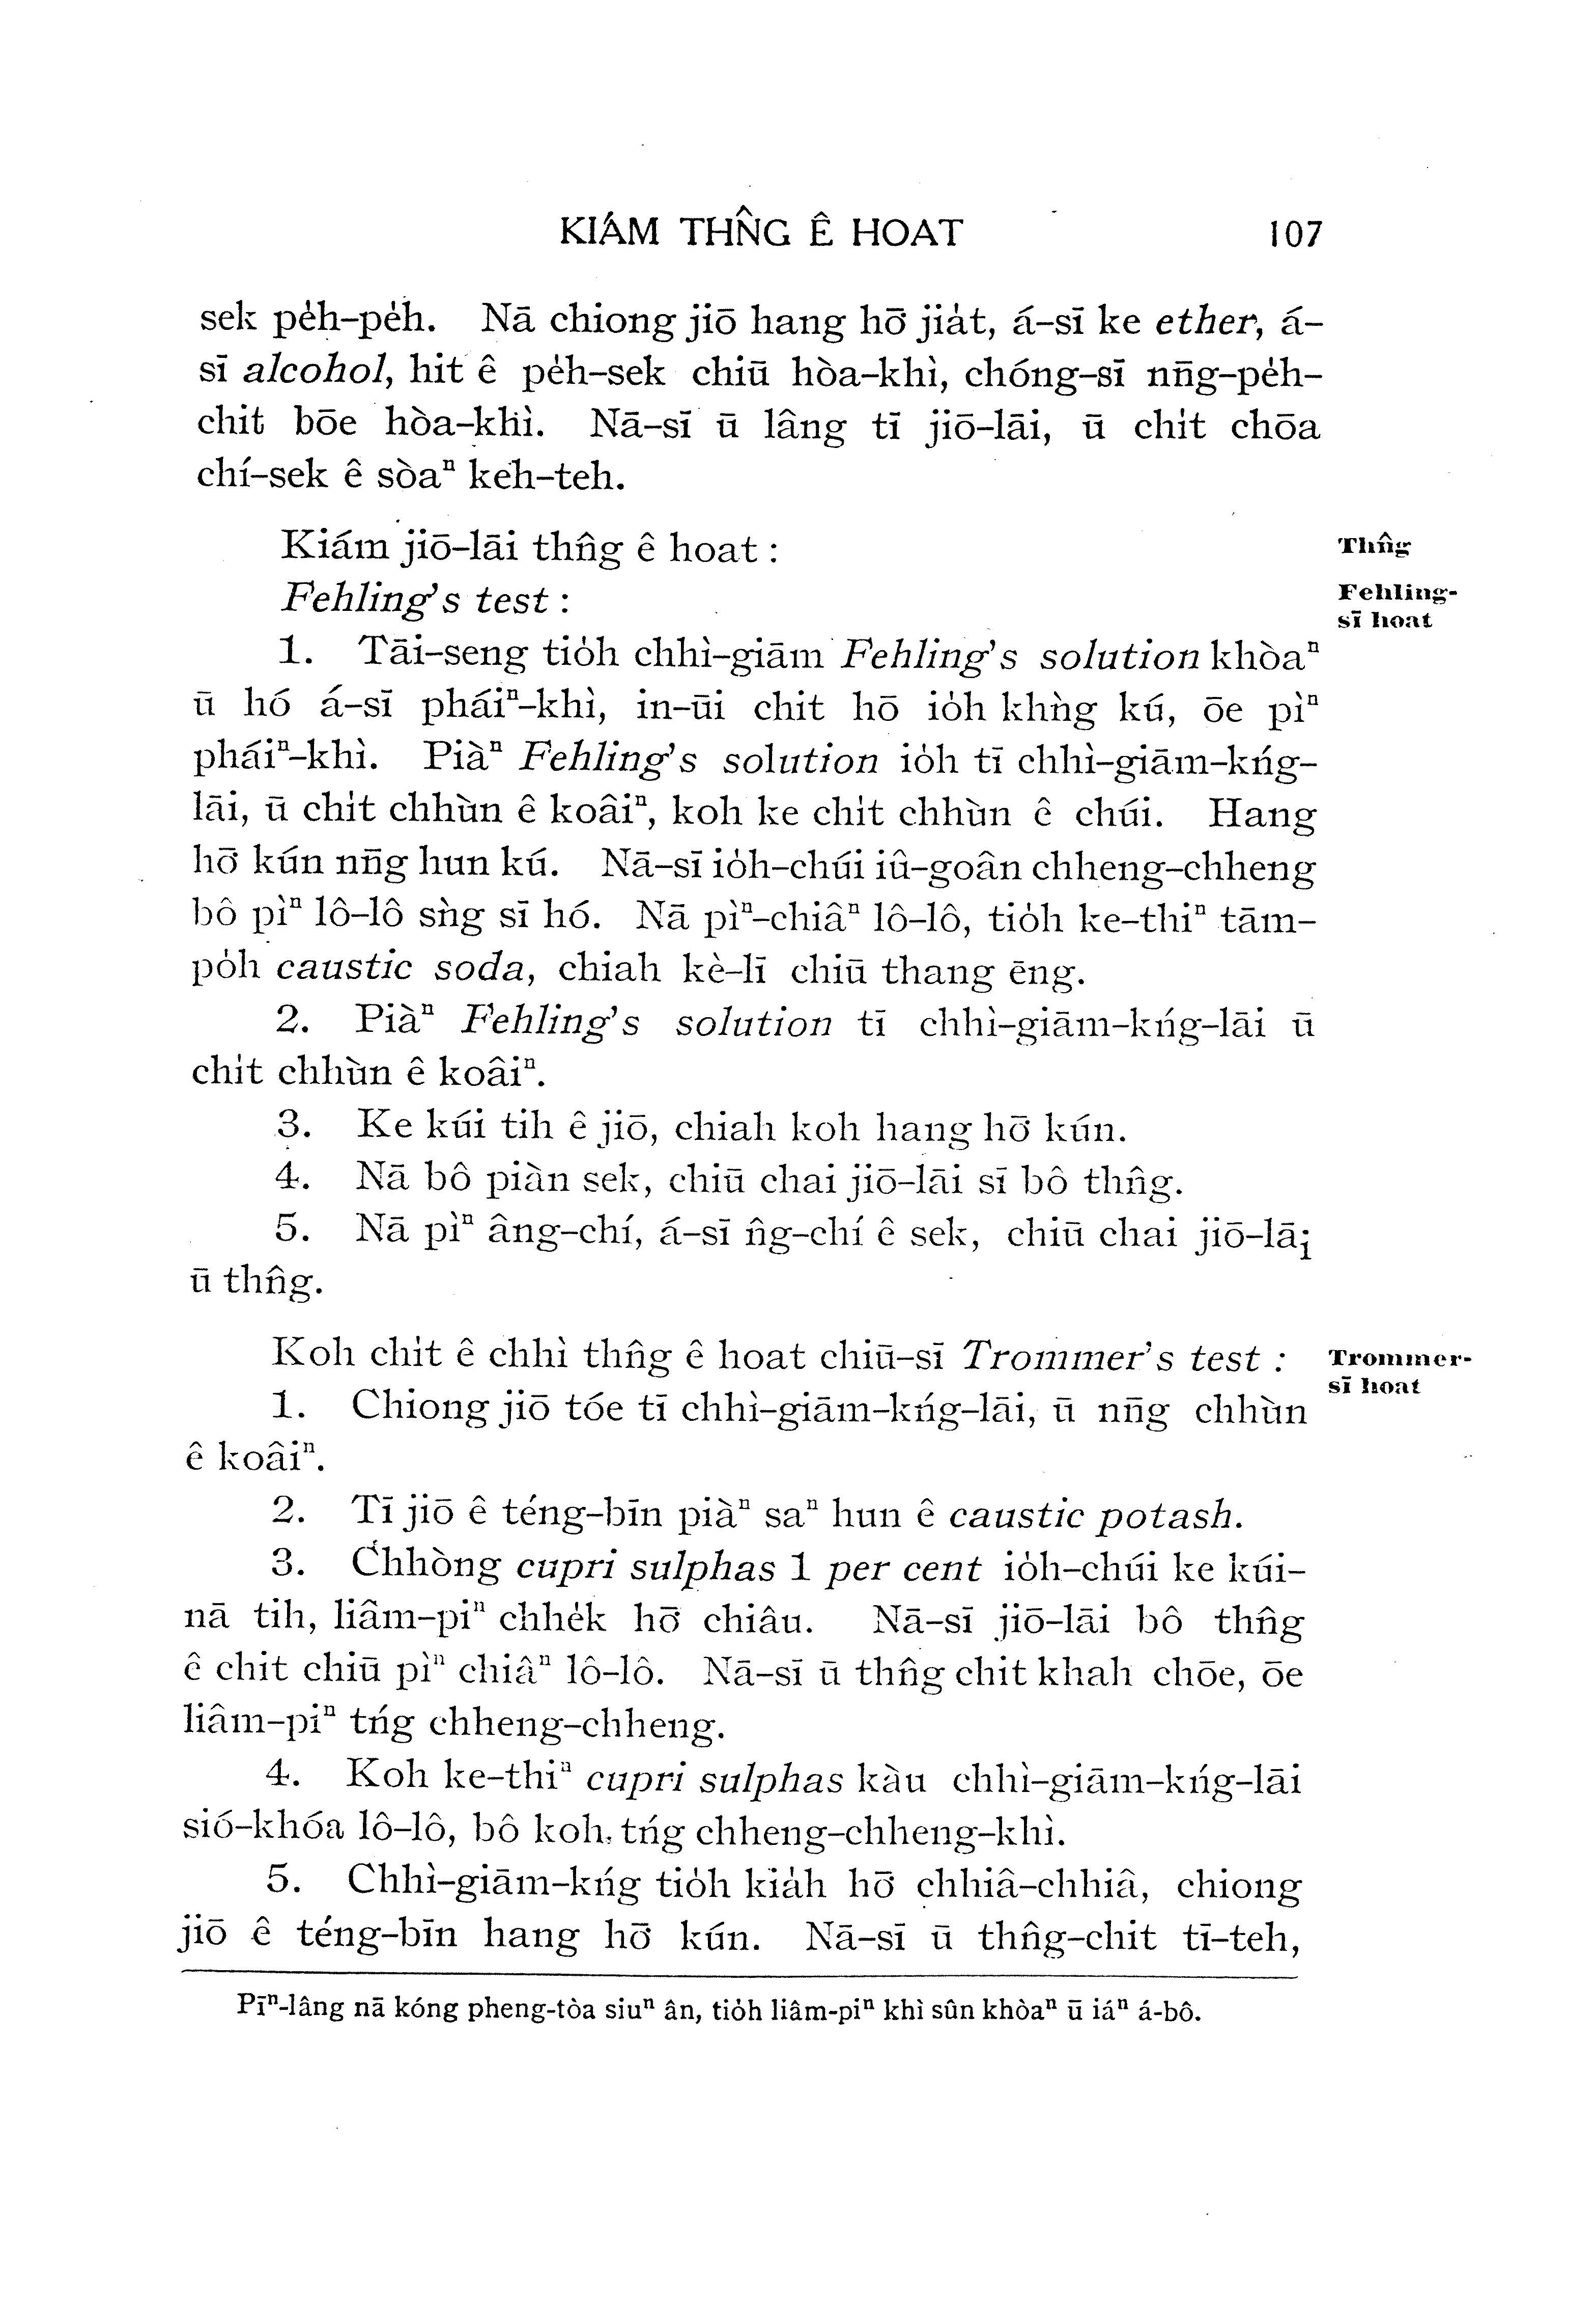 KIÁM THN̂G Ê HOAT 107
sek pe̍h-pe̍h. Nā chiong jiō hang hō͘ jia̍t, á-sī ke ether, á-
sī alcohol, hit ê pe̍h-sek chiū hòa-khì, chóng-sī nn̄g-pe̍h-
chit bōe hòa-khì. Nā-sī ū lâng tī jiō-lāi, ū chi̍t chōa
chí-sek ê sòaⁿ keh-teh.
Kiám jiō-lāi thn̂g ê hoat :
Thn̂g
Fehling's test :
Fehling-
sī hoat
1. Tāi-seng tio̍h chhì-giām Fehling's solution khòaⁿ
ū hó á-sī pháiⁿ-khì, in-ūi chit hō io̍h khǹg kú, ōe pìⁿ
pháiⁿ-khì. Piàⁿ Fehling's solution io̍h tī chhì-giām-kńg-
lāi, ū chi̍t chhùn ê koâiⁿ, koh ke chi̍t chhùn ê chúi. Hang
hō͘ kún nn̄g hun kú. Nā-sī io̍h-chúi iû-goân chheng-chheng
bô pìⁿ lô-lô sǹg sī hó. Nā pìⁿ-chiâⁿ lô-lô, tio̍h ke-thiⁿ tām-
po̍h caustic soda, chiah kè-lī chiū thang ēng.
2. Piàⁿ Fehling's solution tī chhì-giām-kńg-lāi ū
chi̍t chhùn ê koâiⁿ.
3. Ke kúi tih ê jiō, chiah koh hang hō͘ kún.
4. Nā bô piàn sek, chiū chai jiō-lāi sī bô thn̂g.
5. Nā pìⁿ âng-chí, á-sī n̂g-chí ê sek, chiū chai jiō-lāi
ū thn̂g.
Koh chi̍t ê chhì thn̂g ê hoat chiū-sī Trommer's test :
Trommer-
sī hoat
1. Chiong jiō tóe tī chhì-giām-kńg-lāi, ū nn̄g chhùn
ê koâiⁿ.
2. Tī jiō ê téng-bīn piàⁿ saⁿ hun ê caustic potash.
3. Chhòng cupri sulphas 1 per cent io̍h-chúi ke kúi-
nā tih, liâm-piⁿ chhe̍k hō͘ chiâu. Nā-sī jiō-lāi bô thn̂g
ê chit chiū pìⁿ chiâⁿ lô-lô. Nā-sī ū thn̂g chit khah chōe, ōe
liâm-piⁿ tńg chheng-chheng.
4. Koh ke-thiⁿ cupri sulphas kàu chhì-giām-kńg-lāi
sió-khóa lô-lô, bô koh tńg chheng-chheng-khì.
5. Chhì-giām-kńg tio̍h kia̍h hō͘ chhiâ-chhiâ, chiong
jiō ê téng-bīn hang hō͘ kún. Nā-sī ū thn̂g-chit tī-teh,
Pīⁿ-lâng nā kóng pheng-tòa siuⁿ ân, tio̍h liâm-piⁿ khì sûn khòaⁿ ū iáⁿ á-bô.